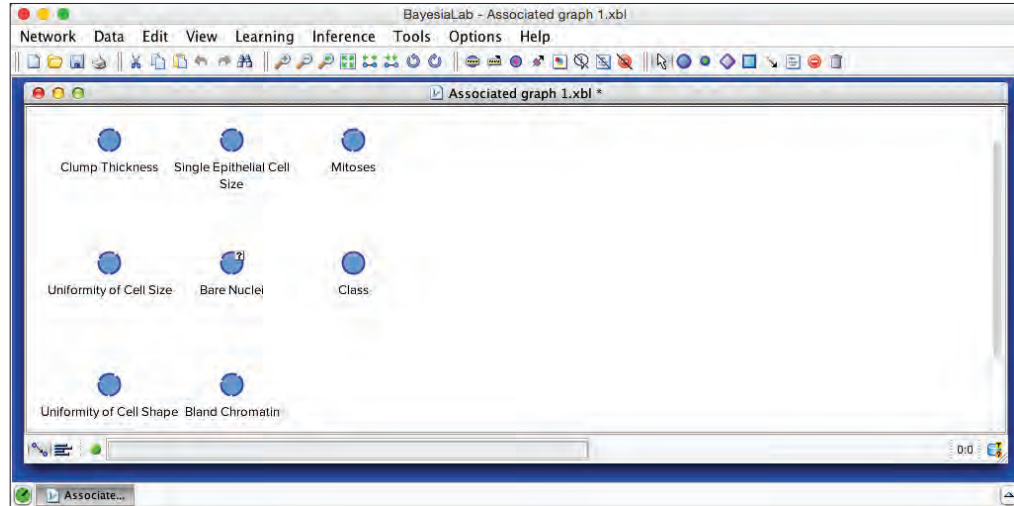 BayesiaLab - Associated graph 1.xbl
Network Data Edit View Learning Inference Tools Options Help
Associated graph 1.xbl *
Clump Thickness Single Epithelial Cell Mitoses
Size
?
Uniformity of Cell Size Bare Nuclei Class
Uniformity of Cell Shape Bland Chromatin
0:0
Associate...